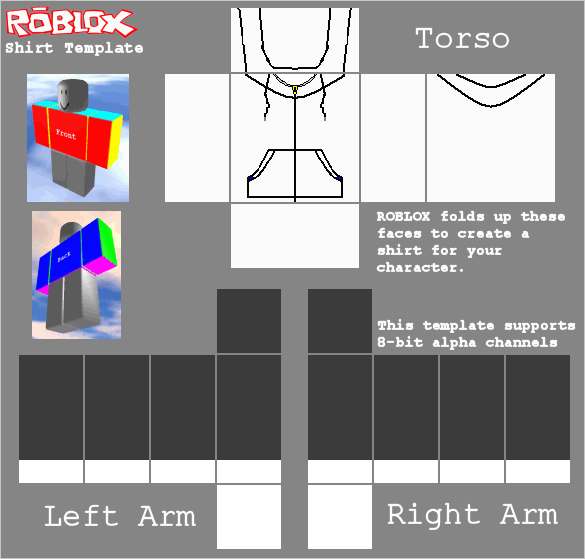 ROBLOX
Shirt Template
Torso
Front
Back
ROBLOX folds up these
faces to create a
shirt for your
character.
This template supports
8-bit alpha channels
Left Arm
Right Arm